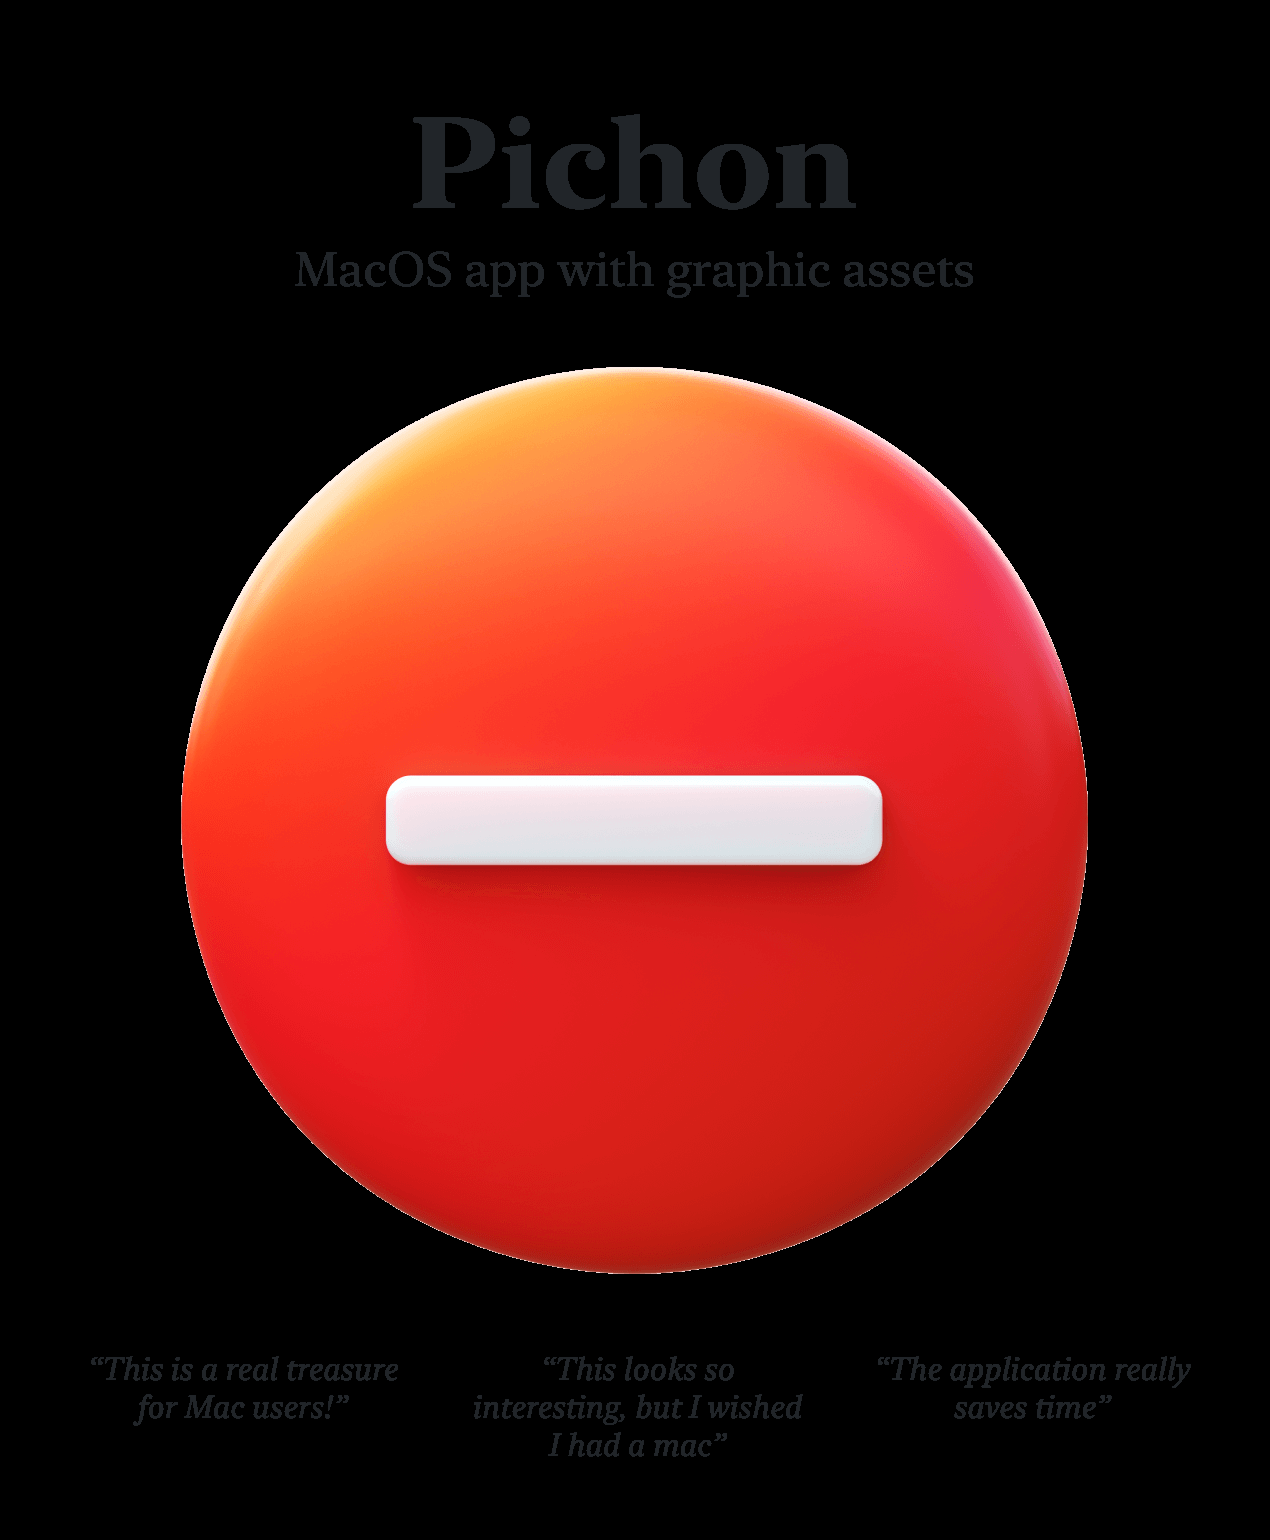 Pichon
MacOS app with graphic assets
“This is a real treasure
for Mac users!”
“This looks so
interesting, but I wished
I had a mac”
“The application really
saves time”